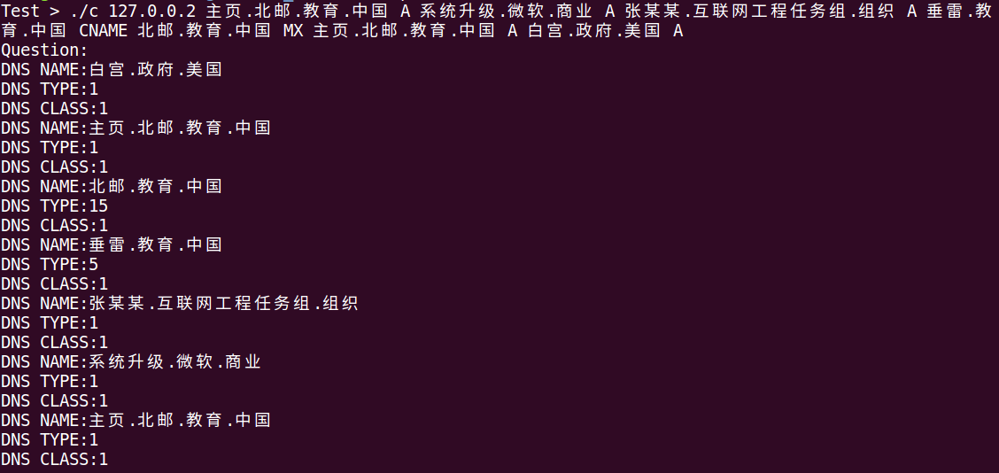 Test > ./c 127.0.0.2 主页.北邮.教育.中国 A 系统升级.微软.商业 A 张某某.互联网工程任务组.组织 A 垂雷.教
育.中国 CNAME 北邮.教育.中国 MX 主页.北邮.教育.中国 A 白宫.政府.美国 A
Question:
DNS NAME:白宫.政府.美国
DNS TYPE:1
DNS CLASS:1
DNS NAME:主页.北邮.教育.中国
DNS TYPE:1
DNS CLASS:1
DNS NAME:北邮.教育.中国
DNS TYPE:15
DNS CLASS:1
DNS NAME:垂雷.教育.中国
DNS TYPE:5
DNS CLASS:1
DNS NAME:张某某.互联网工程任务组.组织
DNS TYPE:1
DNS CLASS:1
DNS NAME:系统升级.微软.商业
DNS TYPE:1
DNS CLASS:1
DNS NAME:主页.北邮.教育.中国
DNS TYPE:1
DNS CLASS:1